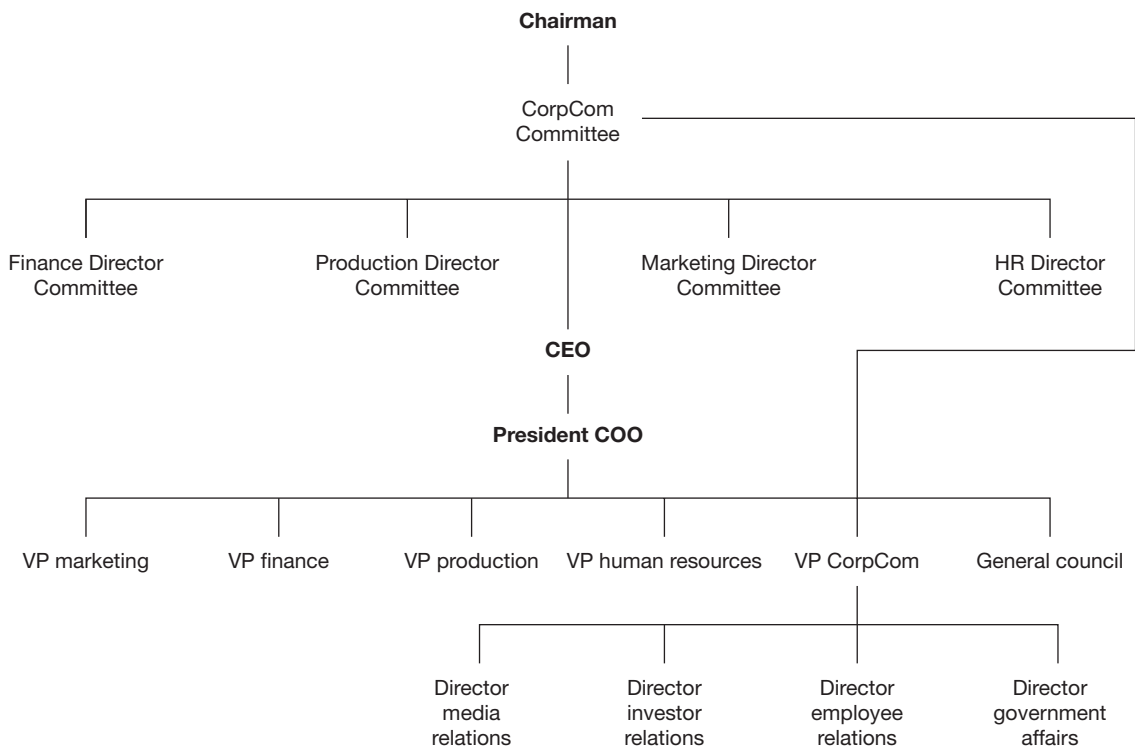 Chairman
CorpCom
Committee
Finance Director
Committee
Production Director
Committee
Marketing Director
Committee
HR Director
Committee
CEO
President COO
VP marketing
VP finance
VP production
VP human resources
VP CorpCom
General council
Director
media
relations
Director
investor
relations
Director
employee
relations
Director
government
affairs